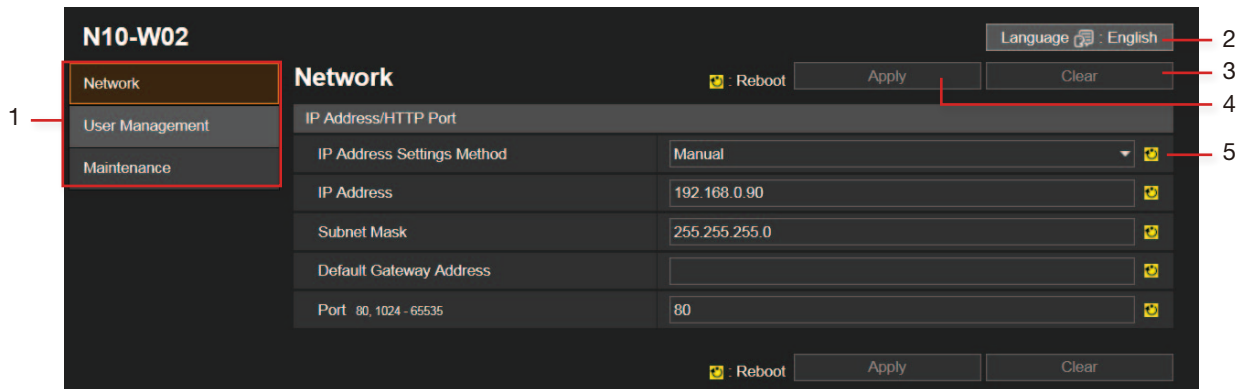 N10-W02
Language : English
2
Network
User Management
Maintenance
1
Network
: Reboot
Apply
Clear
3
4
IP Address/HTTP Port
IP Address Settings Method
Manual
5
IP Address
192.168.0.90
Subnet Mask
255.255.255.0
Default Gateway Address
Port 80, 1024 - 65535
80
: Reboot
Apply
Clear